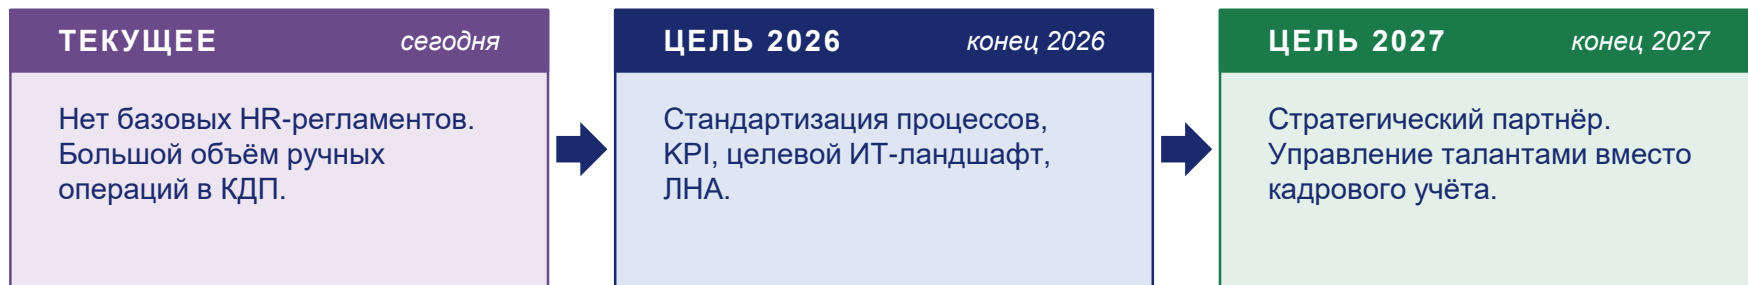 ТЕКУЩЕЕ сегодня
Нет базовых HR-регламентов.
Большой объём ручных
операций в КДП.
ЦЕЛЬ 2026 конец 2026
Стандартизация процессов,
KPI, целевой ИТ-ландшафт,
ЛНА.
ЦЕЛЬ 2027 конец 2027
Стратегический партнёр.
Управление талантами вместо
кадрового учёта.